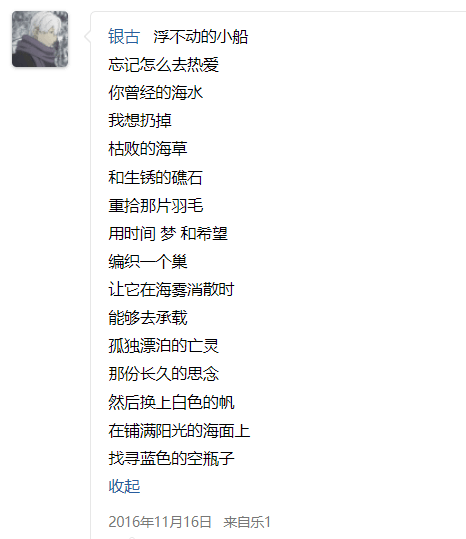 银古 浮不动的小船
忘记怎么去热爱
你曾经的海水
我想扔掉
枯败的海草
和生锈的礁石
重拾那片羽毛
用时间 梦 和希望
编织一个巢
让它在海雾消散时
能够去承载
孤独漂泊的亡灵
那份长久的思念
然后换上白色的帆
在铺满阳光的海面上
找寻蓝色的空瓶子
收起
2016年11月16日 来自乐1